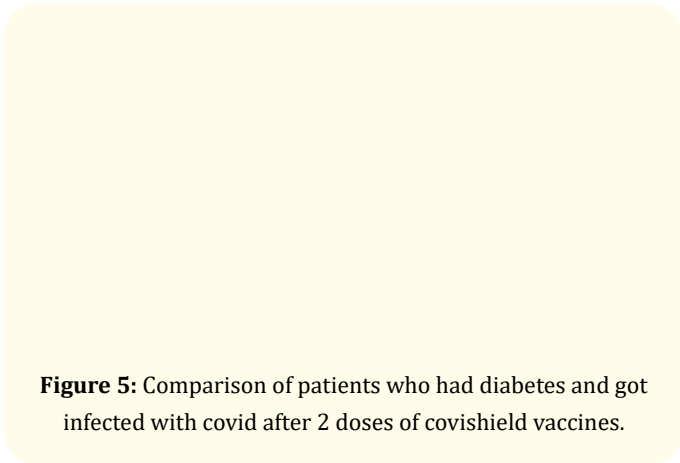 Figure 5: Comparison of patients who had diabetes and got
infected with covid after 2 doses of covishield vaccines.